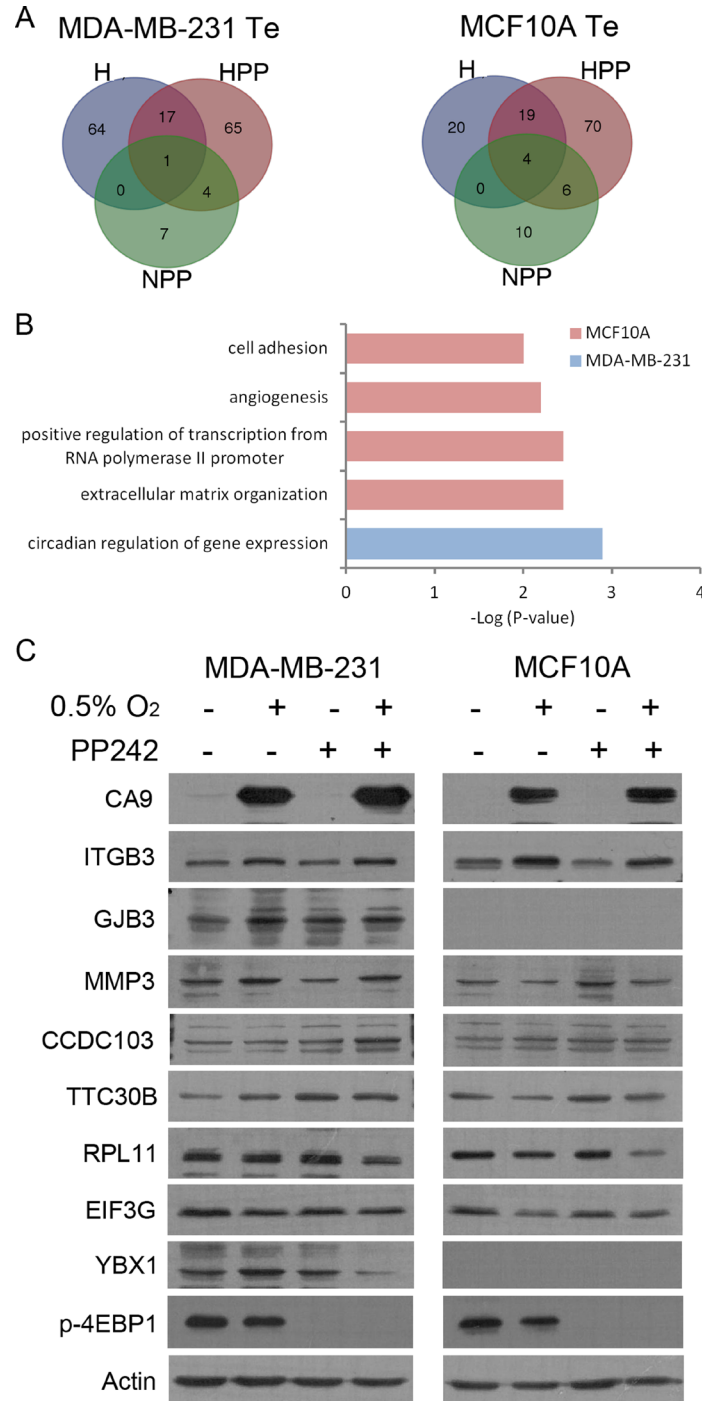 A
MDA-MB-231 Te
MCF10A Te
H
HPP
64
17
65
1
0
4
7
NPP
H
HPP
20
19
70
4
0
6
10
NPP
B
MCF10A
MDA-MB-231
cell adhesion
angiogenesis
positive regulation of transcription from
RNA polymerase II promoter
extracellular matrix organization
circadian regulation of gene expression
0 1 2 3 4
-Log (P-value)
C
MDA-MB-231 MCF10A
0.5% O2 - + - + - + - +
PP242 - - + + - - + +
CA9
ITGB3
GJB3
MMP3
CCDC103
TTC30B
RPL11
EIF3G
YBX1
p-4EBP1
Actin